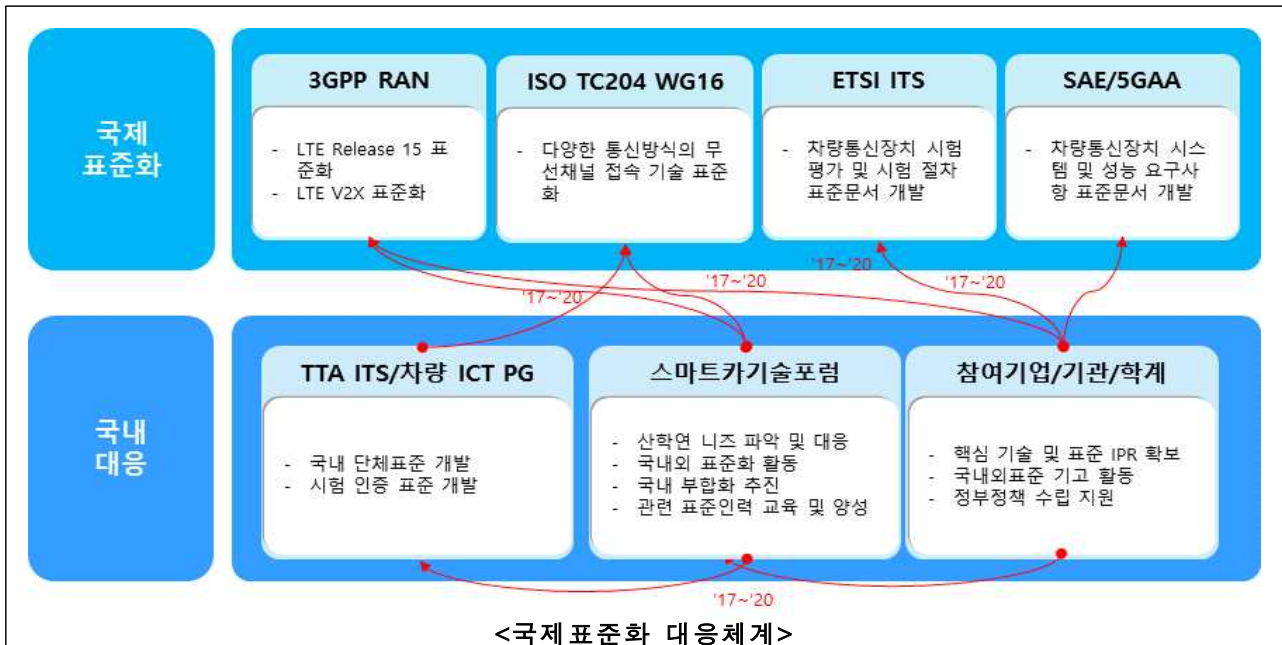 국제
표준화
3GPP RAN
- LTE Release 15 표
준화
- LTE V2X 표준화
ISO TC204 WG16
- 다양한 통신방식의 무
선채널 접속 기술 표준
화
ETSI ITS
- 차량통신장치 시험
평가 및 시험 절차
표준문서 개발
SAE/5GAA
- 차량통신장치 시스
템 및 성능 요구사
항 표준문서 개발
'17~'20
'17~'20
'17~'20
'17~'20
국내
대응
TTA ITS/차량 ICT PG
- 국내 단체표준 개발
- 시험 인증 표준 개발
스마트카기술포럼
- 산학연 니즈 파악 및 대응
- 국내외 표준화 활동
- 국내 부합화 추진
- 관련 표준인력 교육 및 양성
참여기업/기관/학계
- 핵심 기술 및 표준 IPR 확보
- 국내외표준 기고 활동
- 정부정책 수립 지원
'17~'20
<국제표준화 대응체계>